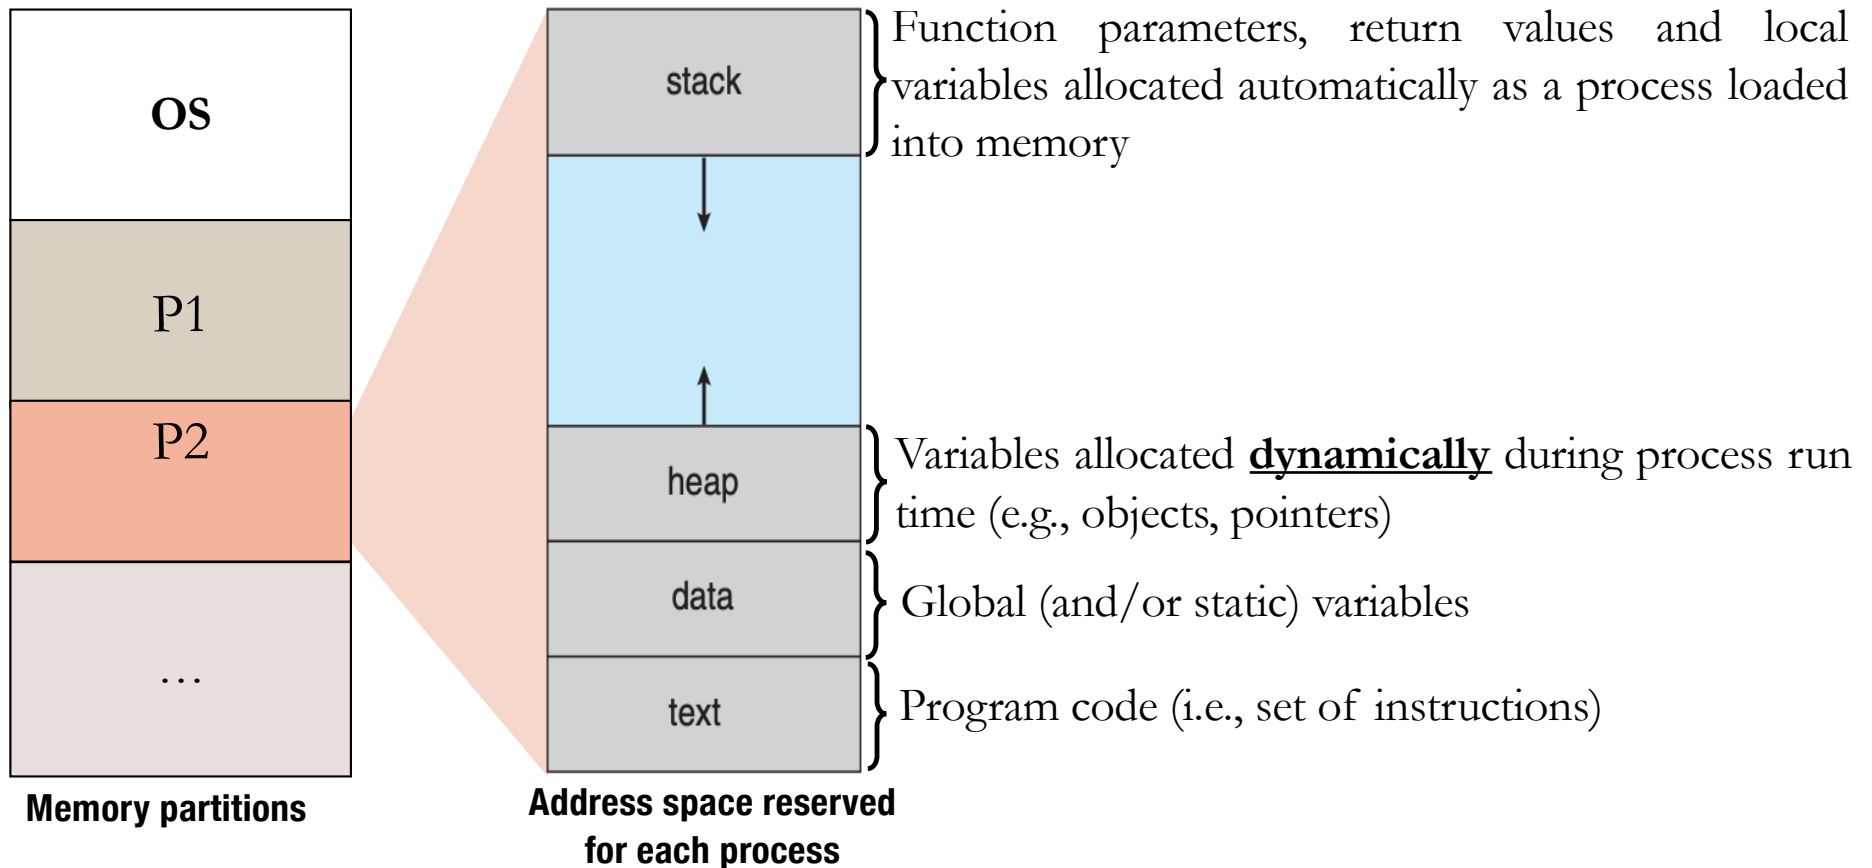 OS
P1
P2
…
Memory partitions
stack
heap
data
text
Address space reserved
for each process
Function parameters, return values and local
variables allocated automatically as a process loaded
into memory
Variables allocated dynamically during process run
time (e.g., objects, pointers)
Global (and/or static) variables
Program code (i.e., set of instructions)